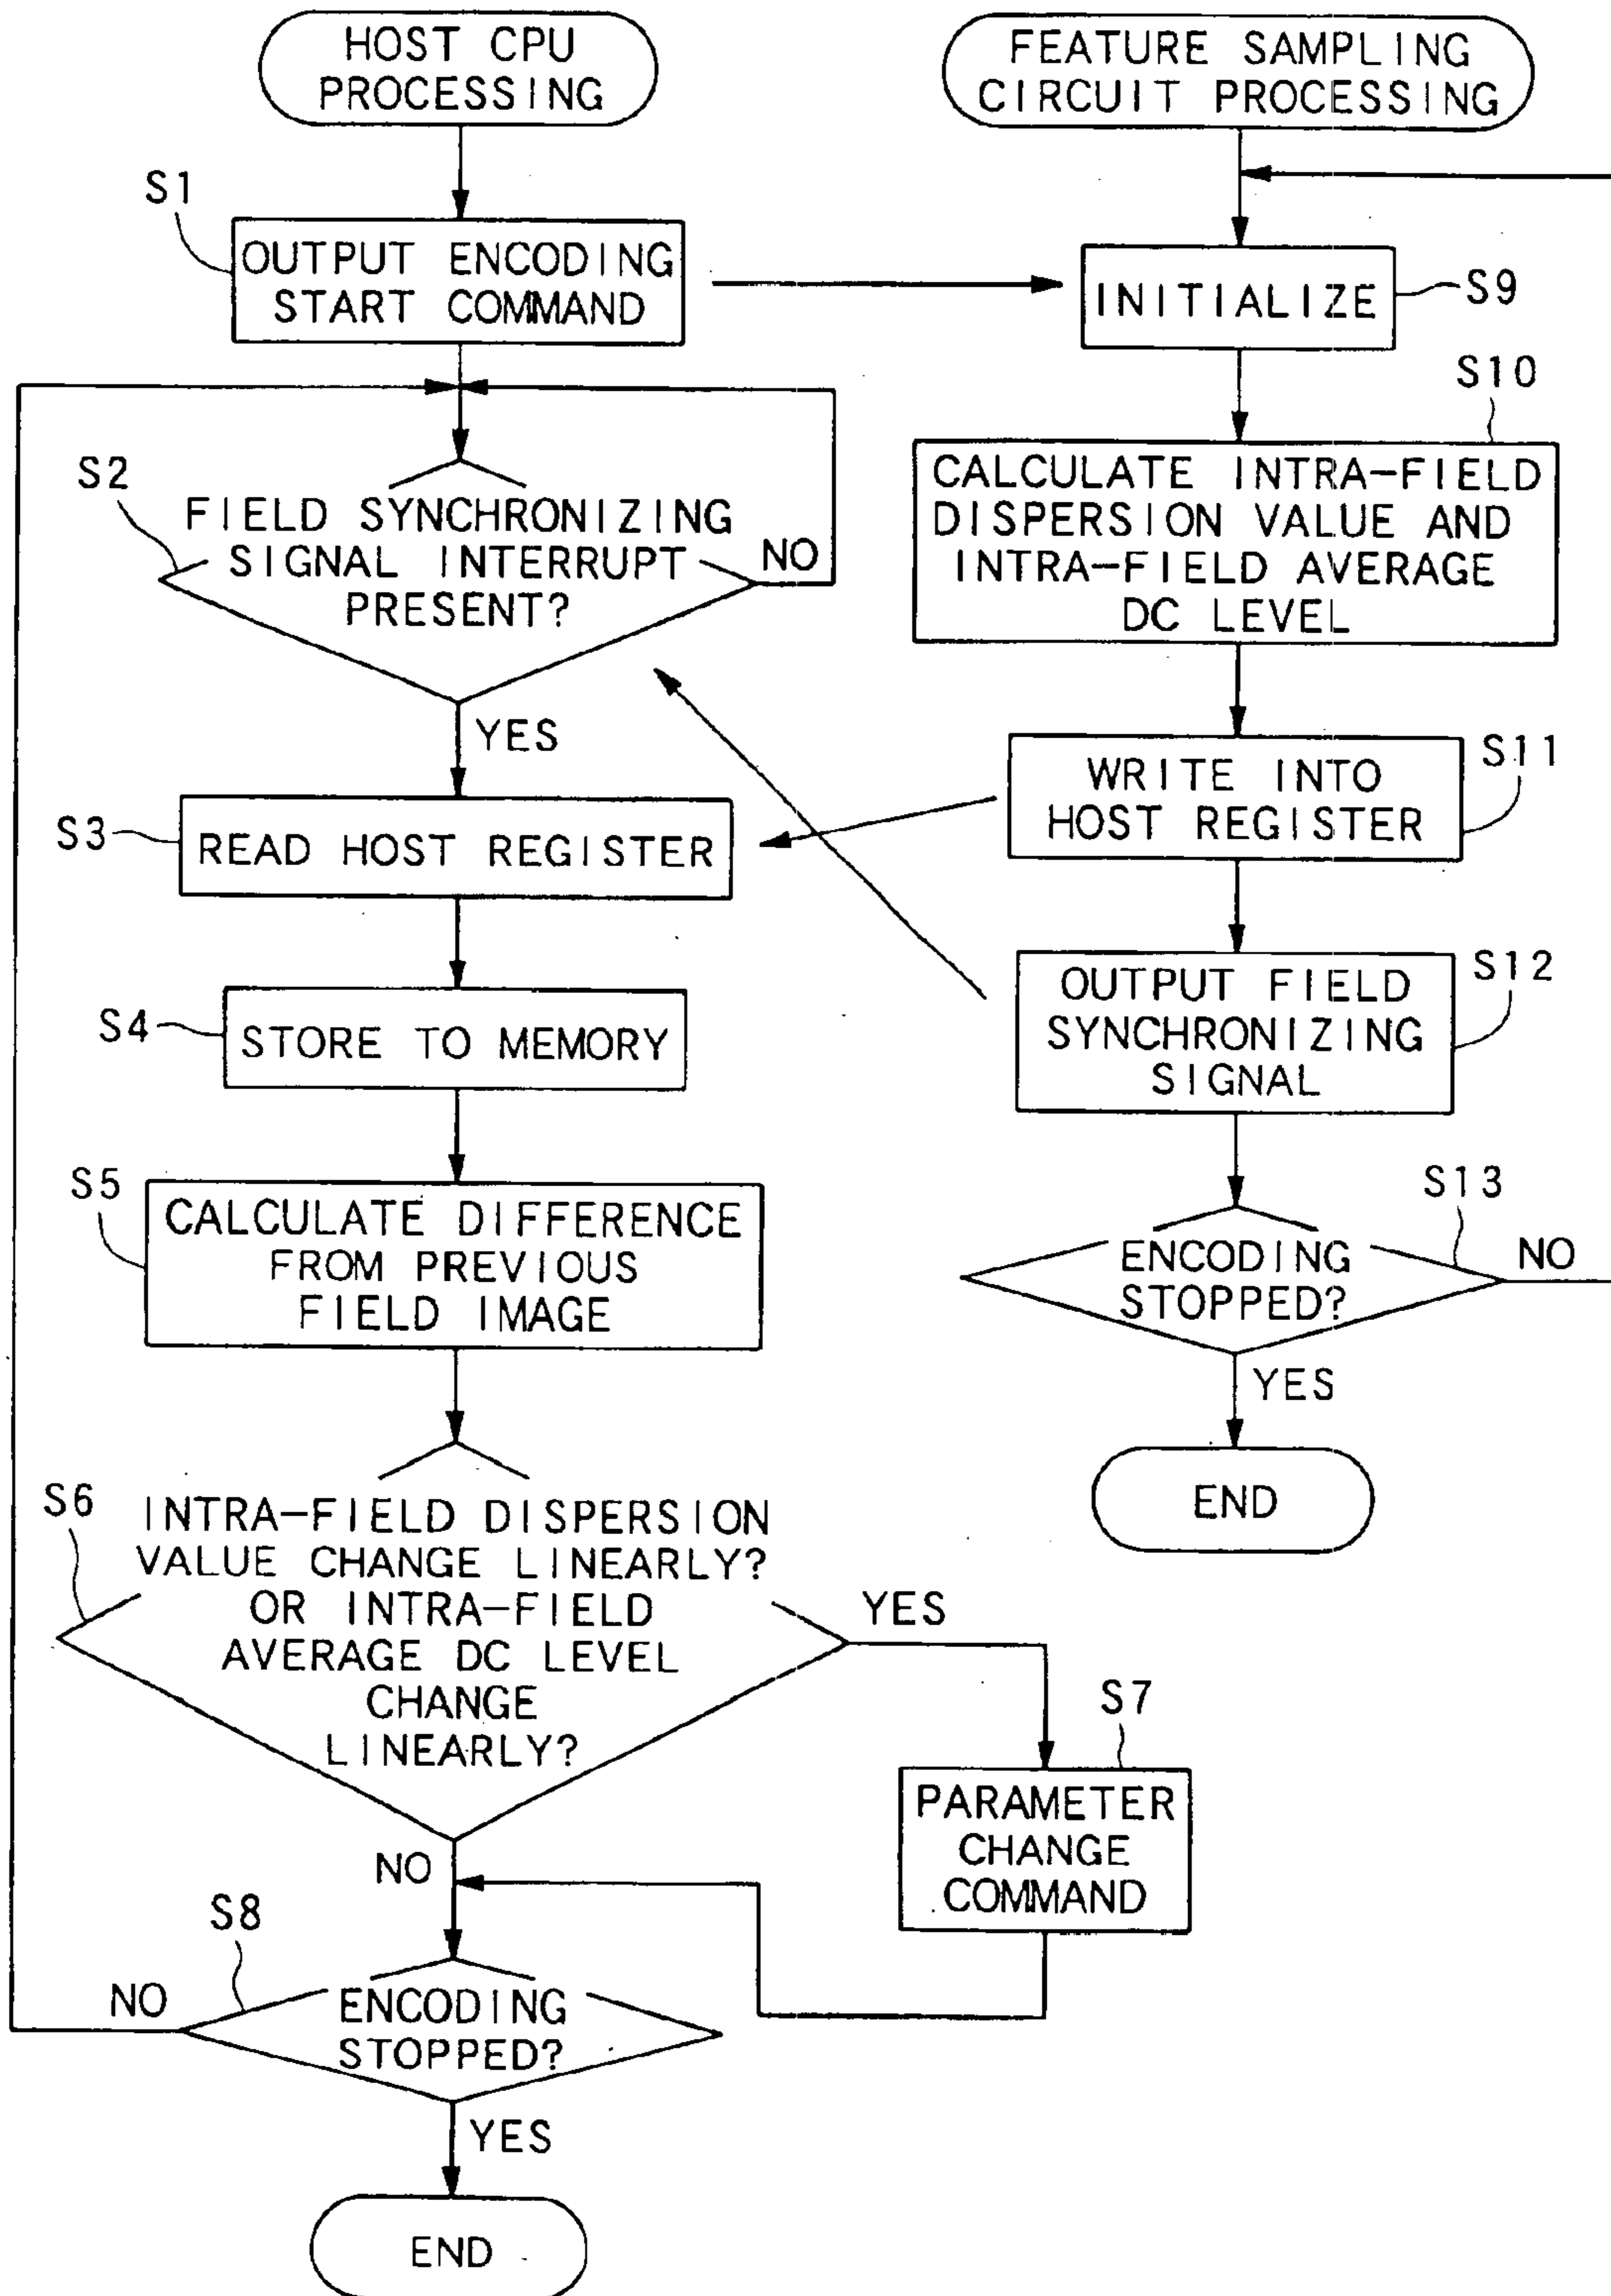 HOST CPU
PROCESSING
S1
OUTPUT ENCODING
START COMMAND
S2
FIELD SYNCHRONIZING
SIGNAL INTERRUPT
PRESENT?
NO
YES
S3
READ HOST REGISTER
S4
STORE TO MEMORY
S5
CALCULATE DIFFERENCE
FROM PREVIOUS
FIELD IMAGE
S6
INTRA-FIELD DISPERSION
VALUE CHANGE LINEARLY?
OR INTRA-FIELD
AVERAGE DC LEVEL
CHANGE
LINEARLY?
YES
NO
S7
PARAMETER
CHANGE
COMMAND
S8
ENCODING
STOPPED?
NO
YES
END
FEATURE SAMPLING
CIRCUIT PROCESSING
INITIALIZE
S9
S10
CALCULATE INTRA-FIELD
DISPERSION VALUE AND
INTRA-FIELD AVERAGE
DC LEVEL
S11
WRITE INTO
HOST REGISTER
S12
OUTPUT FIELD
SYNCHRONIZING
SIGNAL
S13
ENCODING
STOPPED?
NO
YES
END